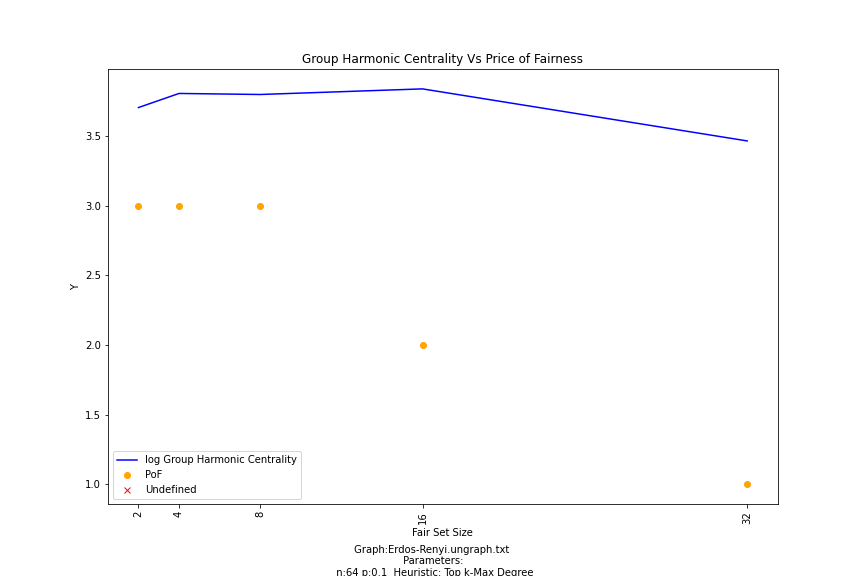 Group Harmonic Centrality Vs Price of Fairness
3.5
3.0
2.5
2.0
1.5
1.0
Y
log Group Harmonic Centrality
PoF
Undefined
2
4
8
16
32
Fair Set Size
Graph:Erdos-Renyi.ungraph.txt
Parameters:
n:64 p:0.1 Heuristic: Top k-Max Degree